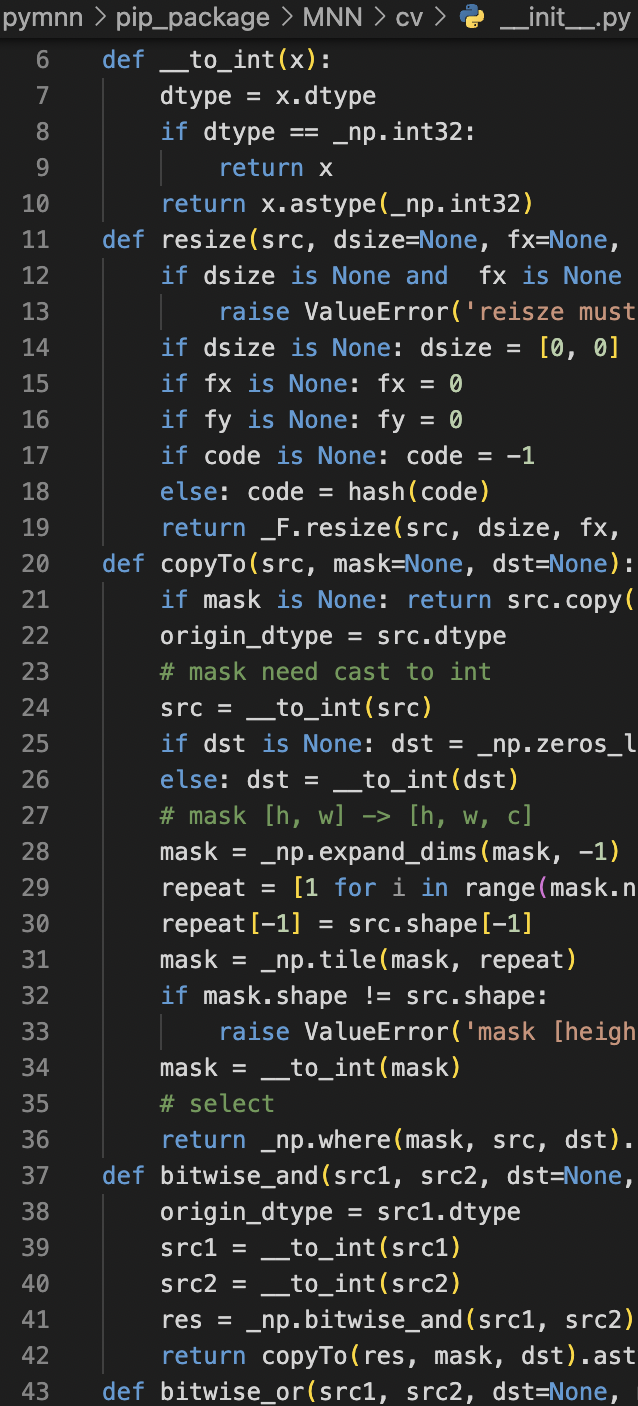 pymnn > pip_package > MNN > cv > __init__.py
6 def __to_int(x):
7 dtype = x.dtype
8 if dtype == _np.int32:
9 return x
10 return x.astype(_np.int32)
11 def resize(src, dsize=None, fx=None,
12 if dsize is None and  fx is None
13 raise ValueError('reisze must
14 if dsize is None: dsize = [0, 0]
15 if fx is None: fx = 0
16 if fy is None: fy = 0
17 if code is None: code = -1
18 else: code = hash(code)
19 return _F.resize(src, dsize, fx,
20 def copyTo(src, mask=None, dst=None):
21 if mask is None: return src.copy(
22 origin_dtype = src.dtype
23 # mask need cast to int
24 src = __to_int(src)
25 if dst is None: dst = _np.zeros_l
26 else: dst = __to_int(dst)
27 # mask [h, w] -> [h, w, c]
28 mask = _np.expand_dims(mask, -1)
29 repeat = [1 for i in range(mask.n
30 repeat[-1] = src.shape[-1]
31 mask = _np.tile(mask, repeat)
32 if mask.shape != src.shape:
33 raise ValueError('mask [heigh
34 mask = __to_int(mask)
35 # select
36 return _np.where(mask, src, dst).
37 def bitwise_and(src1, src2, dst=None,
38 origin_dtype = src1.dtype
39 src1 = __to_int(src1)
40 src2 = __to_int(src2)
41 res = _np.bitwise_and(src1, src2)
42 return copyTo(res, mask, dst).ast
43 def bitwise_or(src1, src2, dst=None,